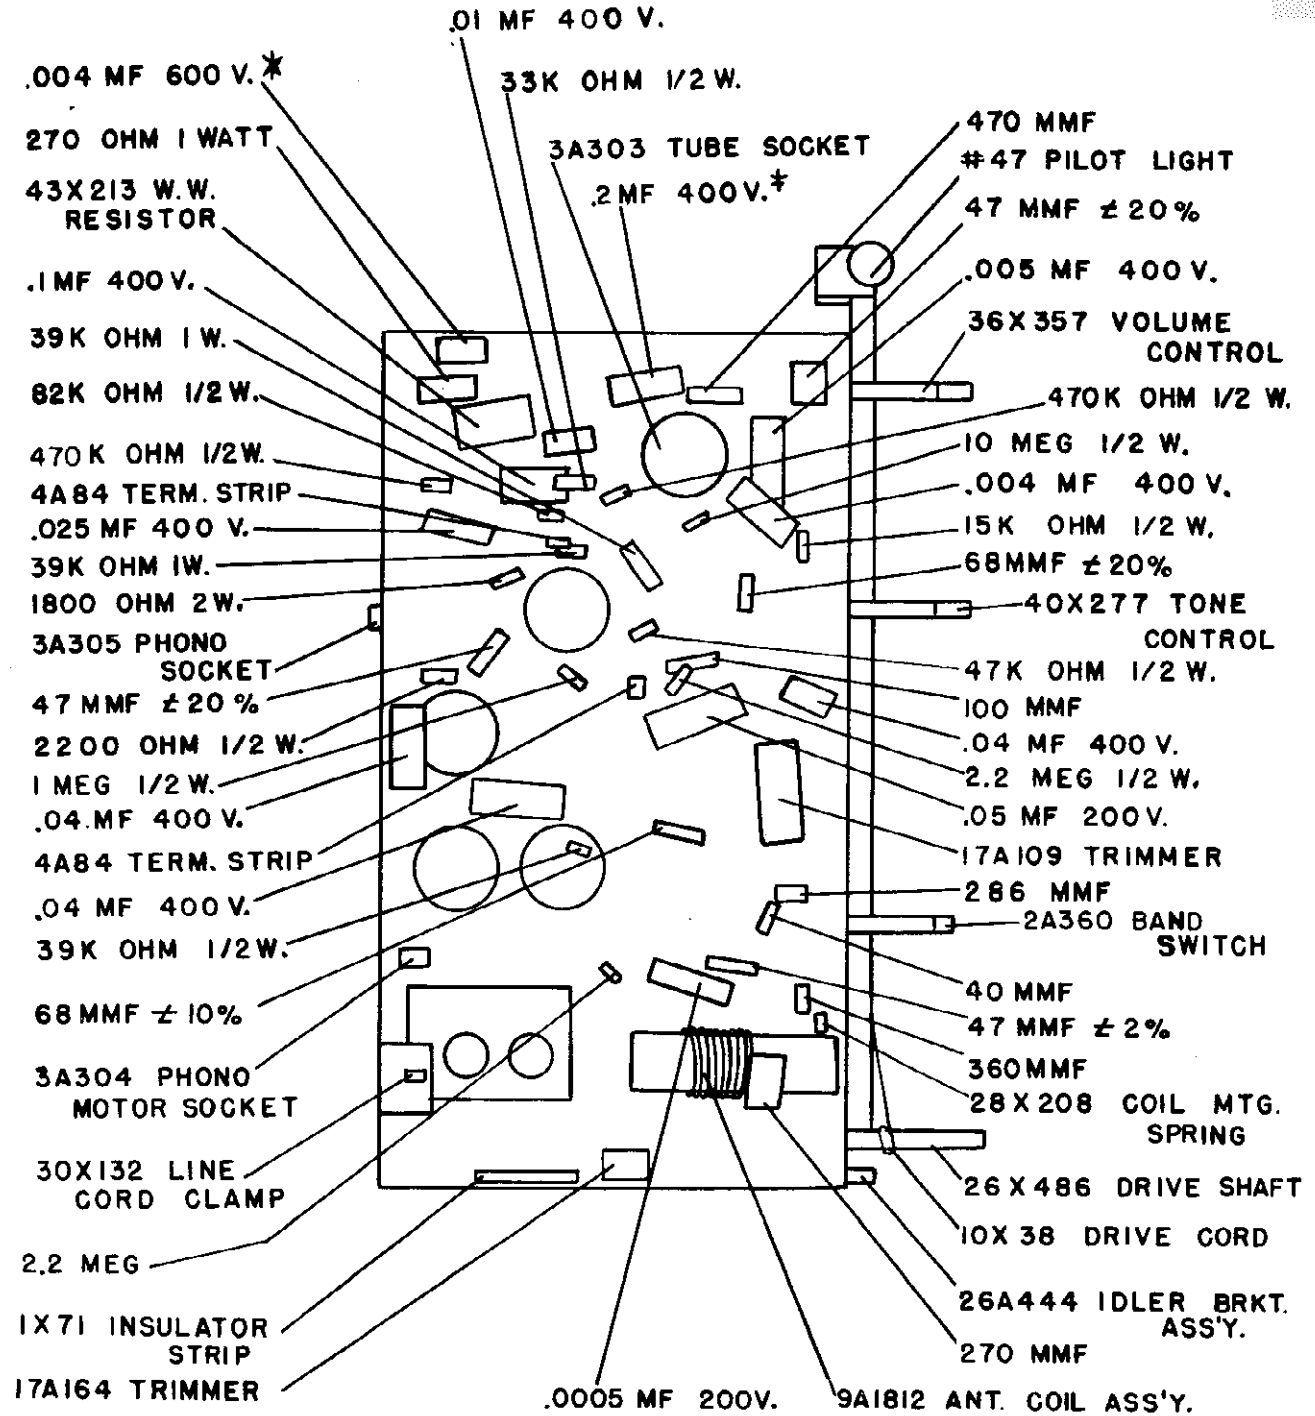 .01 MF 400 V.
.004 MF 600 V.*
33K OHM 1/2 W.
270 OHM 1 WATT
3A303 TUBE SOCKET
.2 MF 400 V.*
43X213 W.W.
RESISTOR
.1 MF 400 V.
39K OHM 1 W.
82K OHM 1/2 W.
470 K OHM 1/2 W.
4A84 TERM. STRIP
.025 MF 400 V.
39K OHM 1W.
1800 OHM 2W.
3A305 PHONO
SOCKET
47 MMF ± 20 %
2200 OHM 1/2 W.
1 MEG 1/2 W.
.04 MF 400 V.
4A84 TERM. STRIP
.04 MF 400 V.
39K OHM 1/2 W.
68 MMF ± 10%
3A304 PHONO
MOTOR SOCKET
30X132 LINE
CORD CLAMP
2.2 MEG
1X71 INSULATOR
STRIP
17A164 TRIMMER
470 MMF
#47 PILOT LIGHT
47 MMF ± 20%
.005 MF 400 V.
36X357 VOLUME
CONTROL
470K OHM 1/2 W.
10 MEG 1/2 W.
.004 MF 400 V.
15K OHM 1/2 W.
68 MMF ± 20%
40X277 TONE
CONTROL
47K OHM 1/2 W.
100 MMF
.04 MF 400 V.
2.2 MEG 1/2 W.
.05 MF 200 V.
17A109 TRIMMER
286 MMF
2A360 BAND
SWITCH
40 MMF
47 MMF ± 2%
360 MMF
28X208 COIL MTG.
SPRING
26X486 DRIVE SHAFT
10X38 DRIVE CORD
26A444 IDLER BRKT.
ASS'Y.
270 MMF
.0005 MF 200V.
9A1812 ANT. COIL ASS'Y.